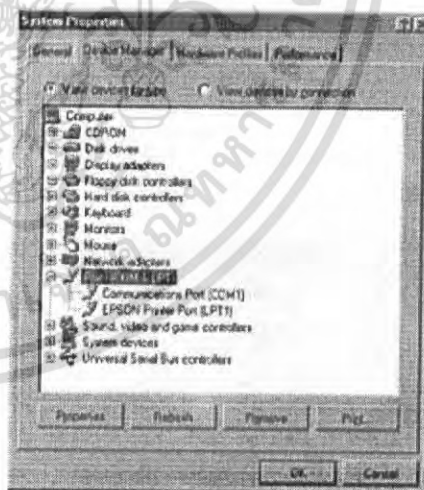 System Properties
General Device Manager Hardware Profiles Performance
View devices by type View devices by connection
Computer
CDROM
Disk drives
Display adapters
Floppy disk controllers
Hard disk controllers
Keyboard
Monitors
Mouse
Network adapters
Communications Port (COM1)
EPSON Printer Port (LPT1)
Sound, video and game controllers
System devices
Universal Serial Bus controllers
Properties Refresh Remove Print...
OK Cancel